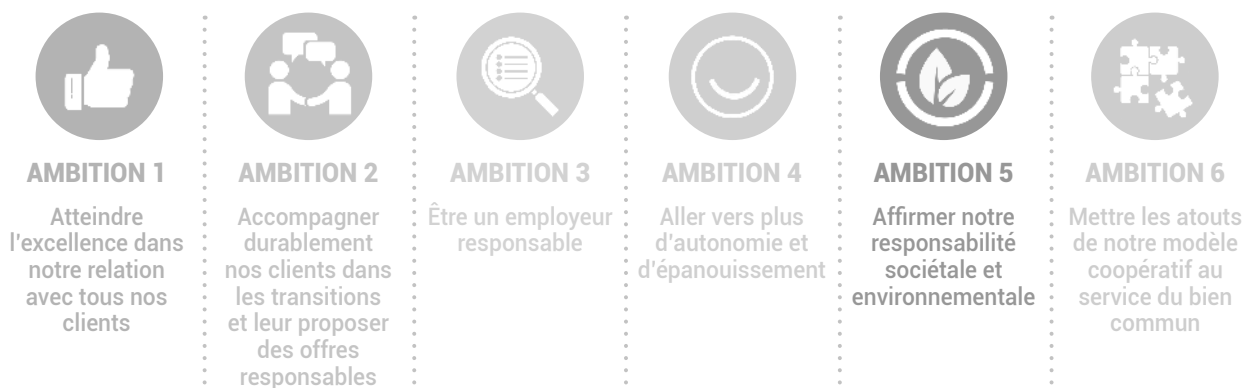 AMBITION 1
Atteindre
l'excellence dans
notre relation
avec tous nos
clients
AMBITION 2
Accompagner
durablement
nos clients dans
les transitions
et leur proposer
des offres
responsables
AMBITION 3
Être un employeur
responsable
AMBITION 4
Aller vers plus
d'autonomie et
d'épanouissement
AMBITION 5
Affirmer notre
responsabilité
sociétale et
environnementale
AMBITION 6
Mettre les atouts
de notre modèle
coopératif au
service du bien
commun